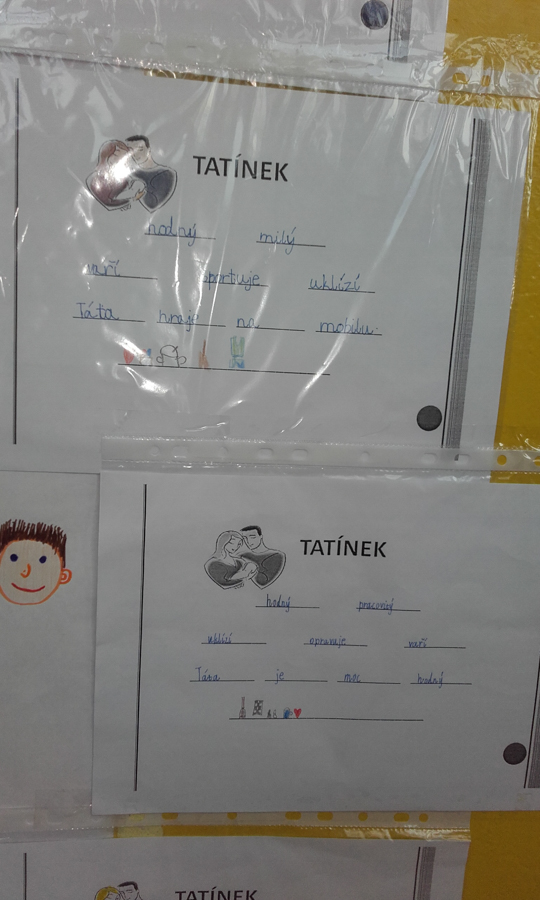 TATÍNEK
hodný milý
vaří sportuje uklízí
Táta hraje na mobilu.
TATÍNEK
hodný pracovitý
uklízí opravuje vaří
Táta je moc hodný
TATÍNEK